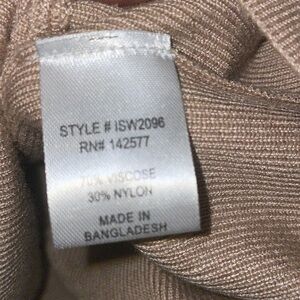 STYLE # ISW2096
RN# 142577
70% VISCOSE
30% NYLON
MADE IN
BANGLADESH